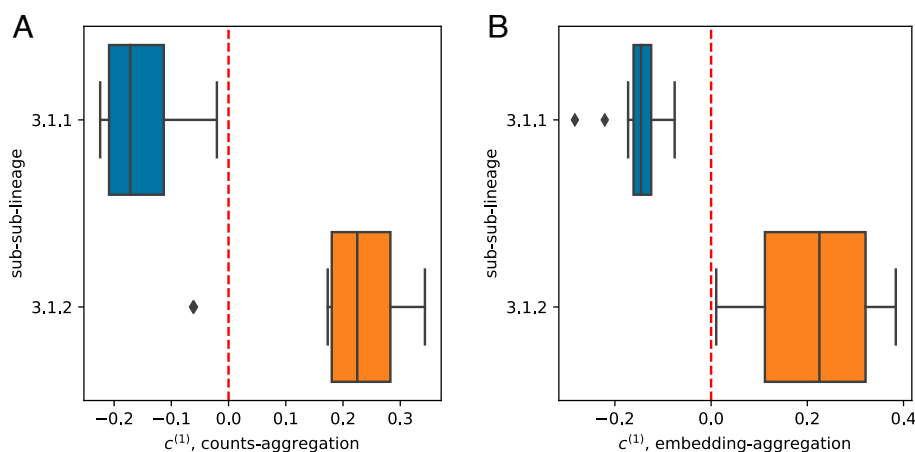 A
sub-sub-lineage
3.1.1
3.1.2
−0.2 −0.1 0.0 0.1 0.2 0.3
c⁽¹⁾, counts-aggregation
B
sub-sub-lineage
3.1.1
3.1.2
−0.2 0.0 0.2 0.4
c⁽¹⁾, embedding-aggregation